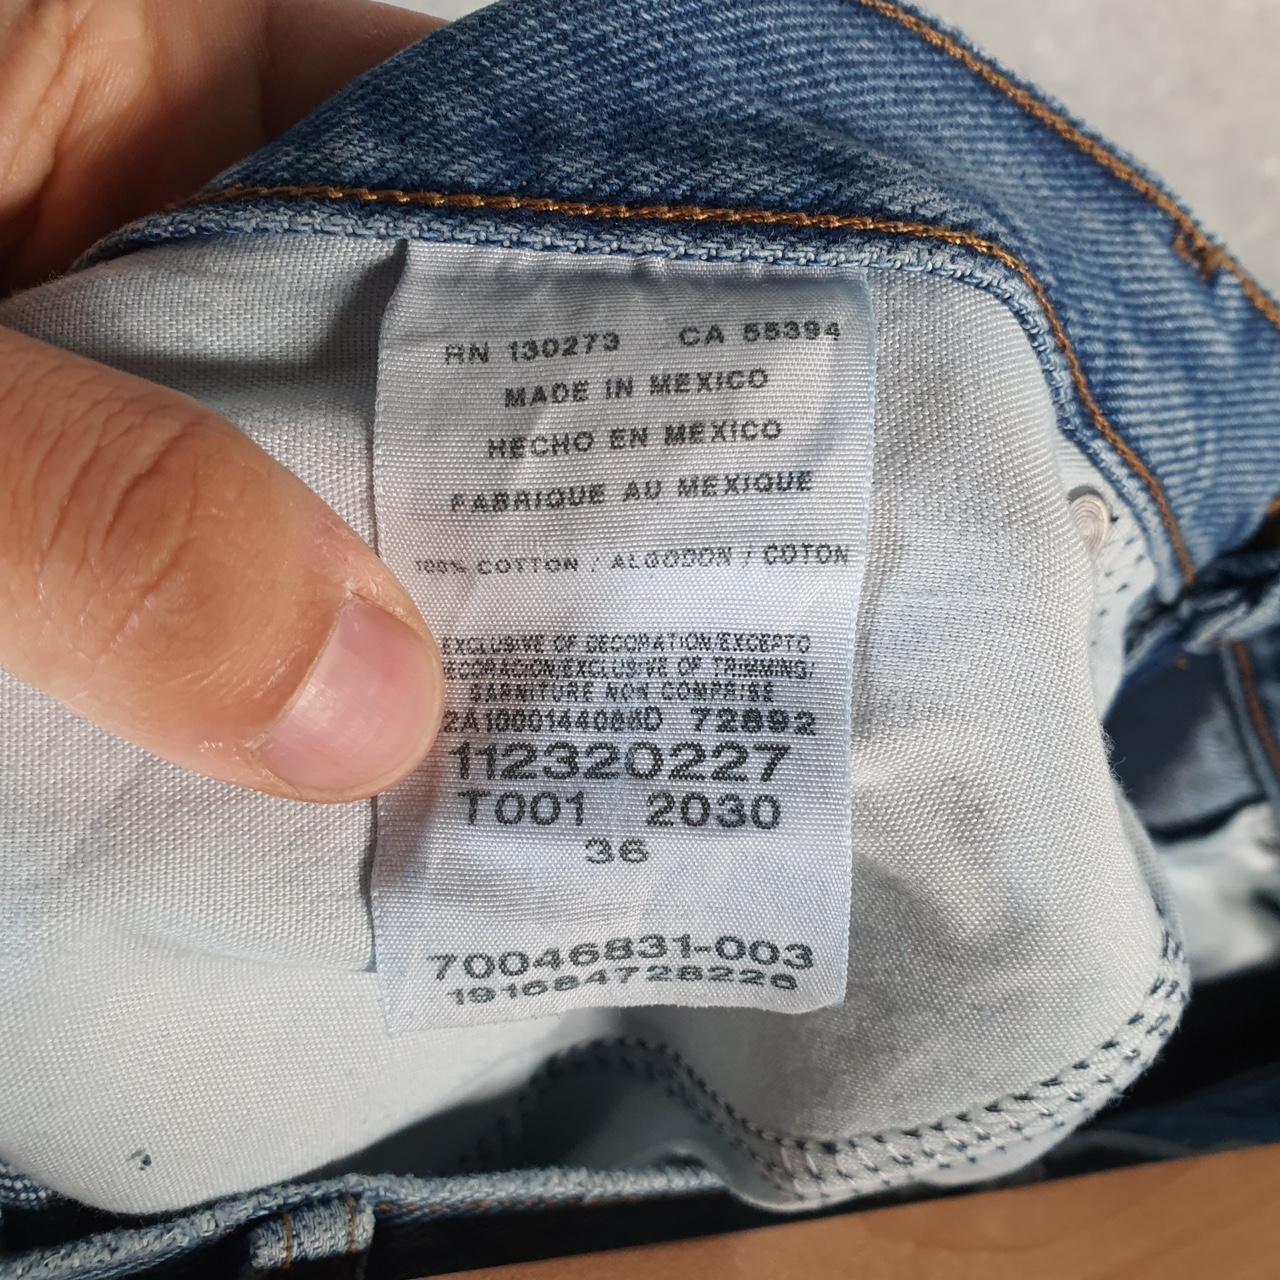 RN 130273 CA 55394
MADE IN MEXICO
HECHO EN MEXICO
FABRIQUE AU MEXIQUE
100% COTTON / ALGODON / COTON
EXCLUSIVE OF DECORATION/EXCEPTO
DECORACION/EXCLUSIVE OF TRIMMING/
GARNITURE NON COMPRISE
72892
112320227
T001 2030
36
70046831-003
191684728226